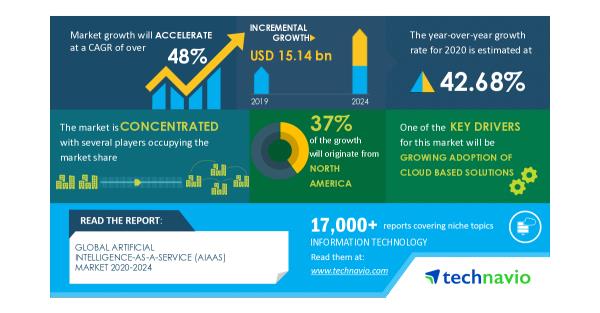 Market growth will ACCELERATE
at a CAGR of over
48%
INCREMENTAL
GROWTH
USD 15.14 bn
2019
2024
The year-over-year growth
rate for 2020 is estimated at
42.68%
The market is CONCENTRATED
with several players occupying the
market share
37%
of the growth
will originate from
NORTH
AMERICA
One of the KEY DRIVERS
for this market will be
GROWING ADOPTION OF
CLOUD BASED SOLUTIONS
READ THE REPORT:
GLOBAL ARTIFICIAL
INTELLIGENCE-AS-A-SERVICE (AIAAS)
MARKET 2020-2024
17,000+ reports covering niche topics
INFORMATION TECHNOLOGY
Read them at:
www.technavio.com
technavio